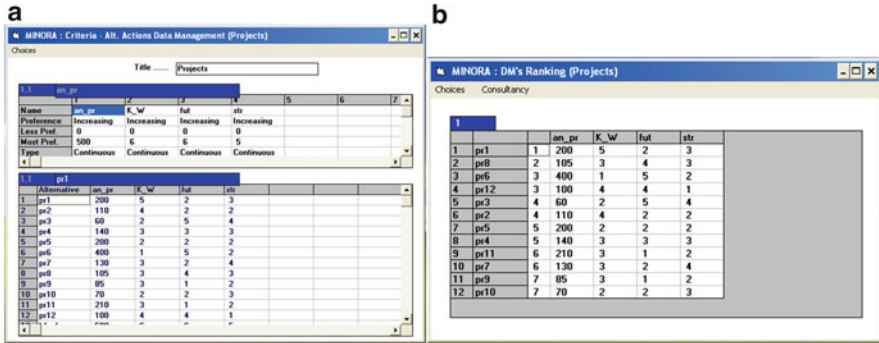 a
MINORA : Criteria - Alt. Actions Data Management (Projects)
Choices
Title ...... Projects
1,1 an_pr
1 2 3 4 5 6 7
Name an_pr K_W fut str
Preference Increasing Increasing Increasing Increasing
Less Pref. 0 0 0 0
Most Pref. 500 6 6 5
Type Continuous Continuous Continuous Continuous
1,1 pr1
Alternative an_pr K_W fut str
1 pr1 200 5 2 3
2 pr2 110 4 2 2
3 pr3 60 2 5 4
4 pr4 140 3 3 3
5 pr5 200 2 2 2
6 pr6 400 1 5 2
7 pr7 130 3 2 4
8 pr8 105 3 4 3
9 pr9 85 3 1 2
10 pr10 70 2 2 3
11 pr11 210 3 1 2
12 pr12 100 4 4 1
b
MINORA : DM's Ranking (Projects)
Choices Consultancy
1
an_pr K_W fut str
1 pr1 1 200 5 2 3
2 pr8 2 105 3 4 3
3 pr6 3 400 1 5 2
4 pr12 3 100 4 4 1
5 pr3 4 60 2 5 4
6 pr2 4 110 4 2 2
7 pr5 5 200 2 2 2
8 pr4 5 140 3 3 3
9 pr11 6 210 3 1 2
10 pr7 6 130 3 2 4
11 pr9 7 85 3 1 2
12 pr10 7 70 2 2 3